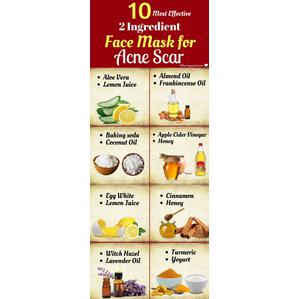 10 Most Effective
2 Ingredient
Face Mask for
Acne Scar
• Aloe Vera
• Lemon Juice
• Almond Oil
• Frankincense Oil
• Baking soda
• Coconut Oil
• Apple Cider Vinegar
• Honey
• Egg White
• Lemon Juice
• Cinnamon
• Honey
• Witch Hazel
• Lavender Oil
• Turmeric
• Yogurt